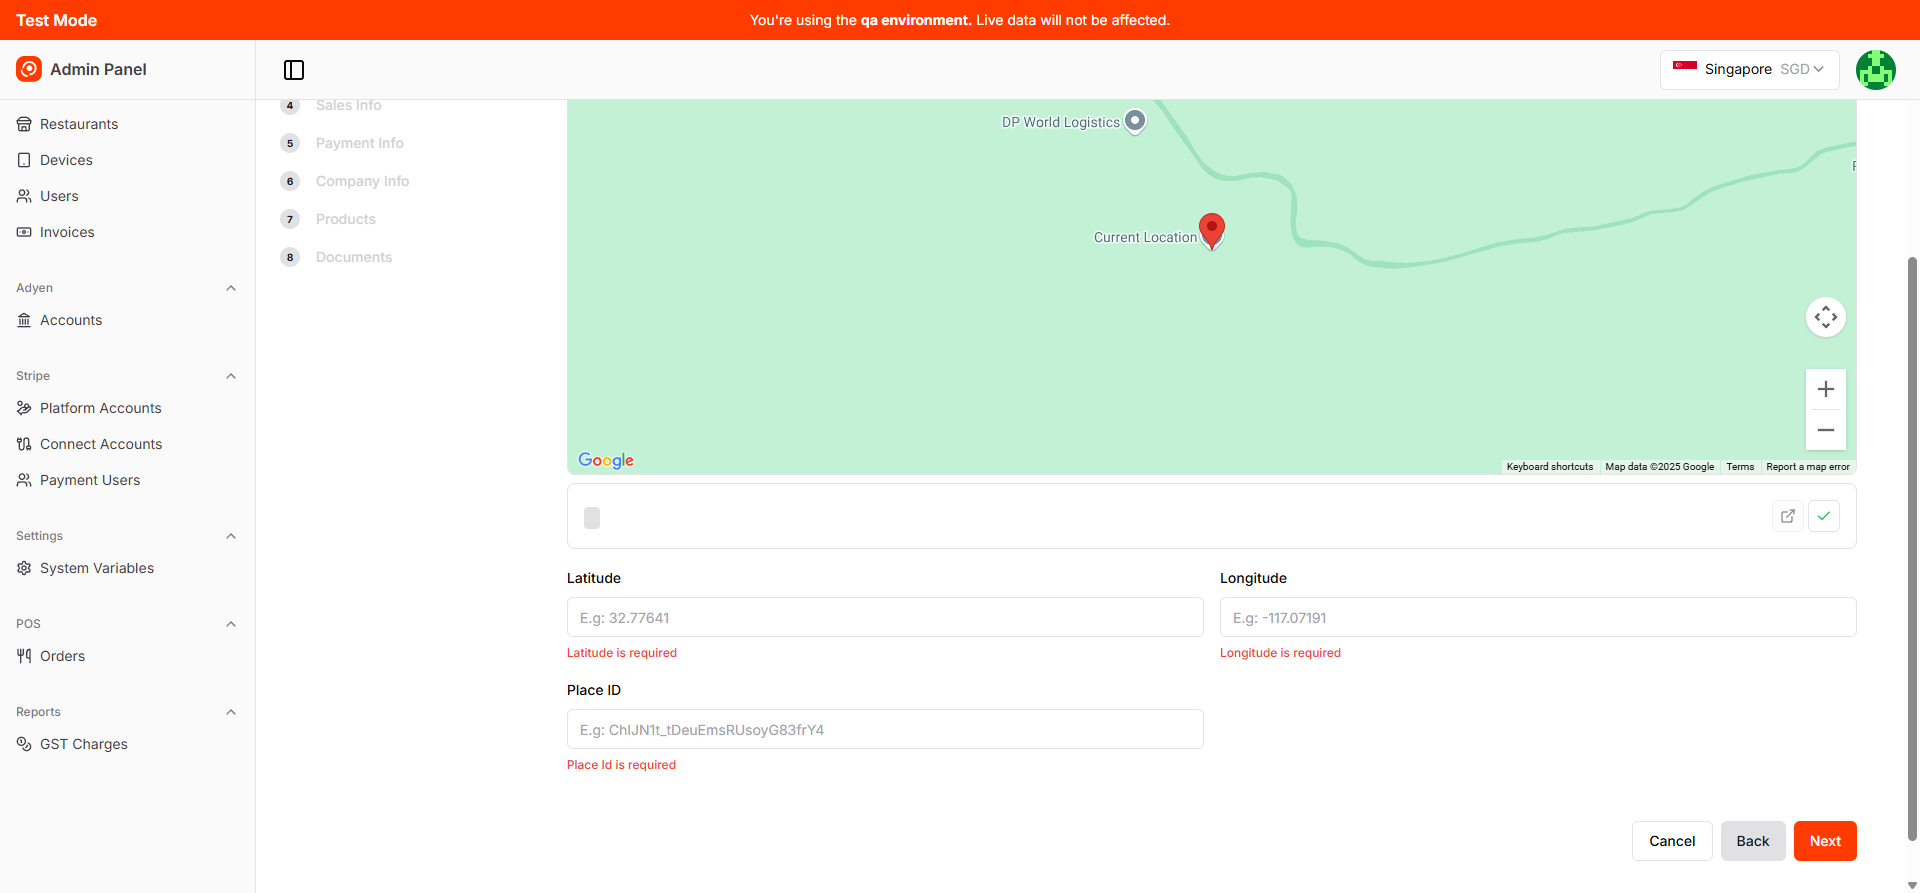 Test Mode
You're using the qa environment. Live data will not be affected.
Admin Panel
Singapore SGD
Restaurants
Devices
Users
Invoices
Adyen
Accounts
Stripe
Platform Accounts
Connect Accounts
Payment Users
Settings
System Variables
POS
Orders
Reports
GST Charges
4 Sales Info
5 Payment Info
6 Company Info
7 Products
8 Documents
DP World Logistics
Current Location
Google
Keyboard shortcuts
Map data ©2025 Google
Terms
Report a map error
Latitude
E.g: 32.77641
Latitude is required
Longitude
E.g: -117.07191
Longitude is required
Place ID
E.g: ChIJN1t_tDeuEmsRUsoyG83frY4
Place Id is required
Cancel
Back
Next